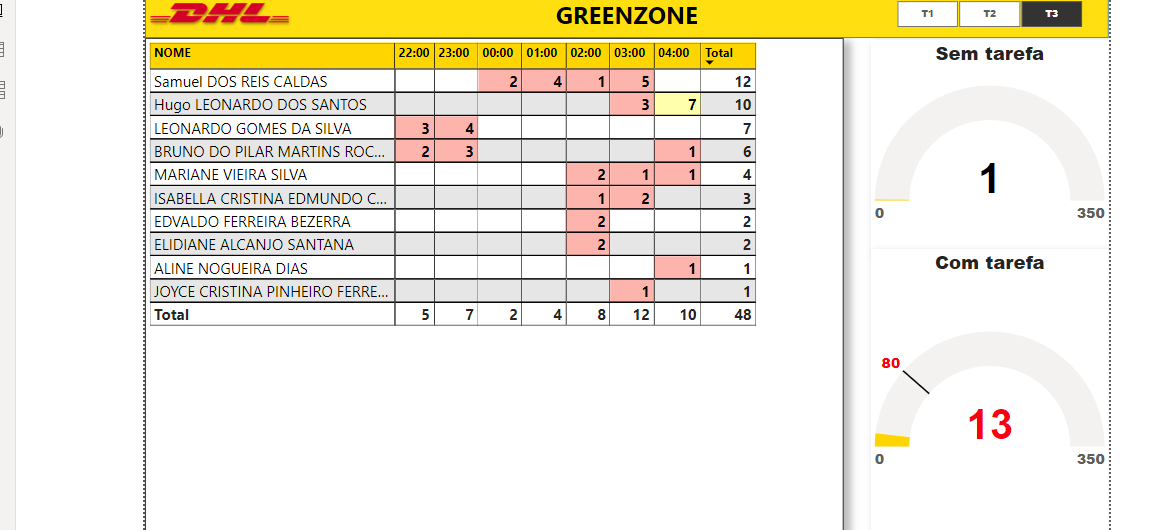 DHL
GREENZONE
T1 T2 T3
NOME 22:00 23:00 00:00 01:00 02:00 03:00 04:00 Total
Samuel DOS REIS CALDAS 2 4 1 5 12
Hugo LEONARDO DOS SANTOS 3 7 10
LEONARDO GOMES DA SILVA 3 4 7
BRUNO DO PILAR MARTINS ROC... 2 3 1 6
MARIANE VIEIRA SILVA 2 1 1 4
ISABELLA CRISTINA EDMUNDO C... 1 2 3
EDVALDO FERREIRA BEZERRA 2 2
ELIDIANE ALCANJO SANTANA 2 2
ALINE NOGUEIRA DIAS 1 1
JOYCE CRISTINA PINHEIRO FERRE... 1 1
Total 5 7 2 4 8 12 10 48
Sem tarefa
1
0 350
Com tarefa
80
13
0 350